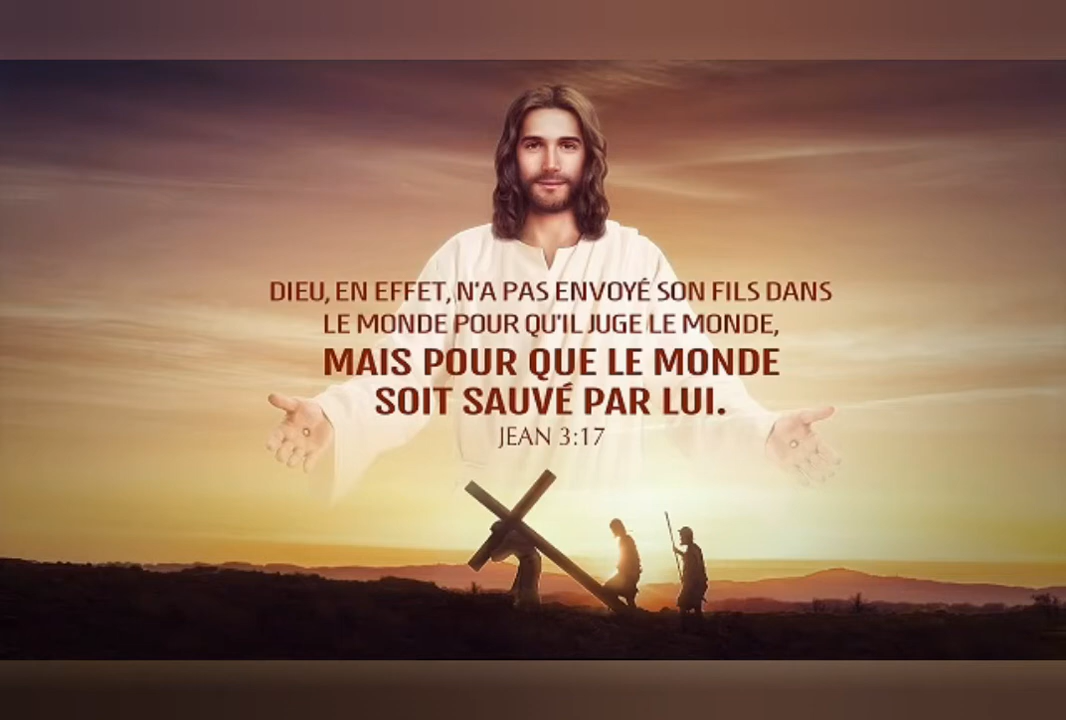 DIEU, EN EFFET, N'A PAS ENVOYÉ SON FILS DANS
LE MONDE POUR QU'IL JUGE LE MONDE,
MAIS POUR QUE LE MONDE
SOIT SAUVÉ PAR LUI.
JEAN 3:17